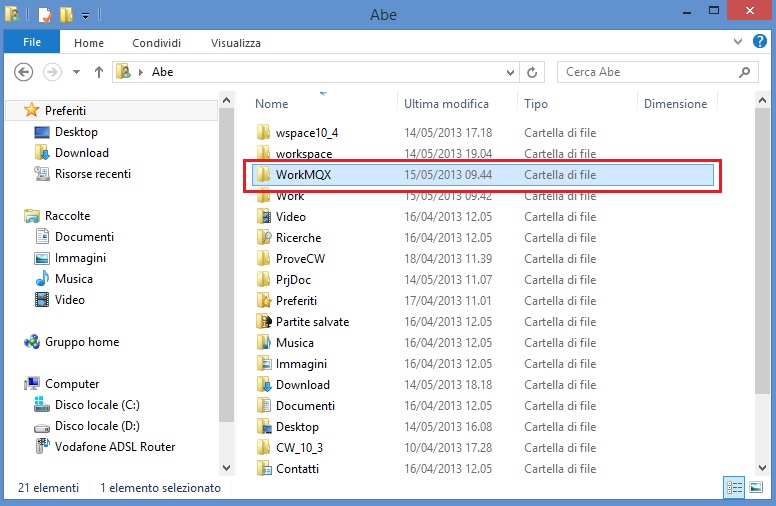 Abe
File Home Condividi Visualizza
Abe Cerca Abe
Preferiti
Desktop
Download
Risorse recenti
Raccolte
Documenti
Immagini
Musica
Video
Gruppo home
Computer
Disco locale (C:)
Disco locale (D:)
Vodafone ADSL Router
Nome Ultima modifica Tipo Dimensione
wspace10_4 14/05/2013 17.18 Cartella di file
workspace 14/05/2013 19.04 Cartella di file
WorkMQX 15/05/2013 09.44 Cartella di file
Work 15/05/2013 09.42 Cartella di file
Video 16/04/2013 12.05 Cartella di file
Ricerche 16/04/2013 12.05 Cartella di file
ProveCW 18/04/2013 11.39 Cartella di file
PrjDoc 14/05/2013 11.07 Cartella di file
Preferiti 17/04/2013 11.01 Cartella di file
Partite salvate 16/04/2013 12.05 Cartella di file
Musica 16/04/2013 12.05 Cartella di file
Immagini 16/04/2013 12.05 Cartella di file
Download 14/05/2013 18.18 Cartella di file
Documenti 16/04/2013 12.05 Cartella di file
Desktop 14/05/2013 16.08 Cartella di file
CW_10_3 10/04/2013 17.28 Cartella di file
Contatti 16/04/2013 12.05 Cartella di file
21 elementi 1 elemento selezionato